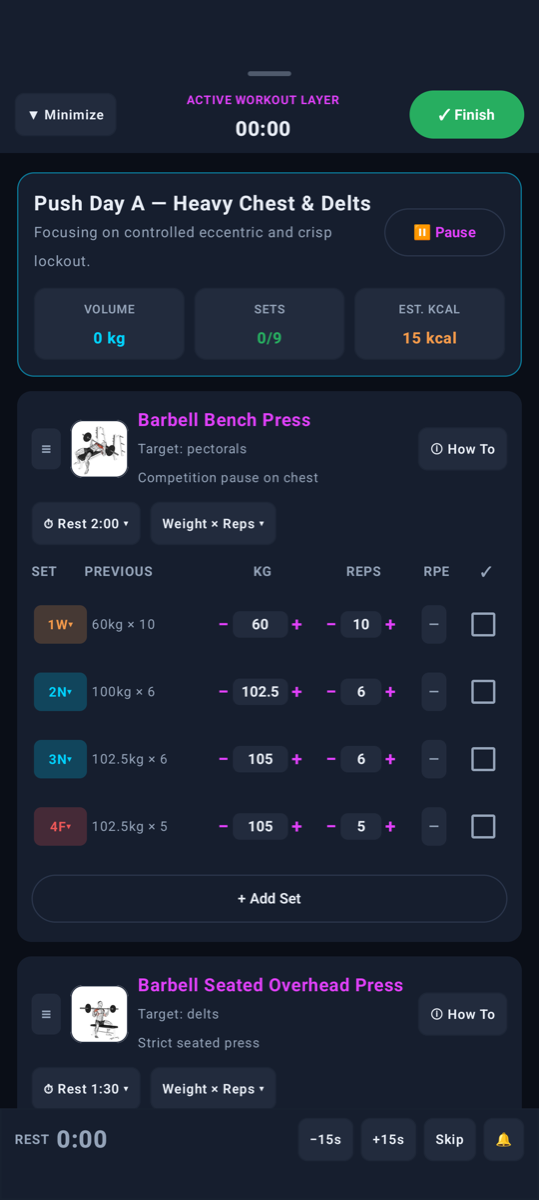 ▼ Minimize
ACTIVE WORKOUT LAYER
00:00
✓ Finish
Push Day A — Heavy Chest & Delts
Focusing on controlled eccentric and crisp
lockout.
⏸ Pause
VOLUME
0 kg
SETS
0/9
EST. KCAL
15 kcal
≡
Barbell Bench Press
Target: pectorals
Competition pause on chest
ⓘ How To
⏱ Rest 2:00 ▾
Weight × Reps ▾
SET PREVIOUS KG REPS RPE ✓
1W▾ 60kg × 10 − 60 + − 10 + –
2N▾ 100kg × 6 − 102.5 + − 6 + –
3N▾ 102.5kg × 6 − 105 + − 6 + –
4F▾ 102.5kg × 5 − 105 + − 5 + –
+ Add Set
≡
Barbell Seated Overhead Press
Target: delts
Strict seated press
ⓘ How To
⏱ Rest 1:30 ▾
Weight × Reps ▾
REST 0:00
−15s
+15s
Skip
🔔